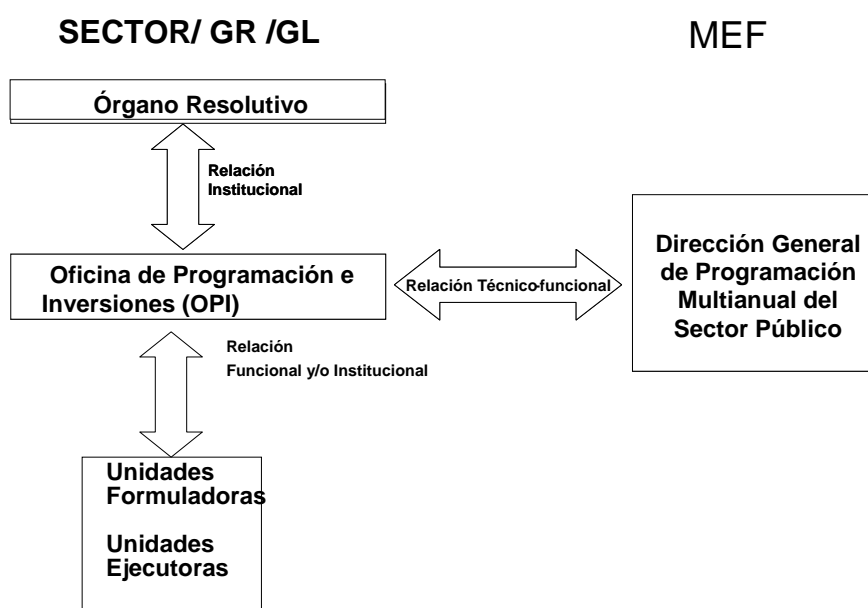 SECTOR/ GR /GL
MEF
Órgano Resolutivo
Relación
Institucional
Oficina de Programación e
Inversiones (OPI)
Relación Técnico-funcional
Dirección General
de Programación
Multianual del
Sector Público
Relación
Funcional y/o Institucional
Unidades
Formuladoras
Unidades
Ejecutoras